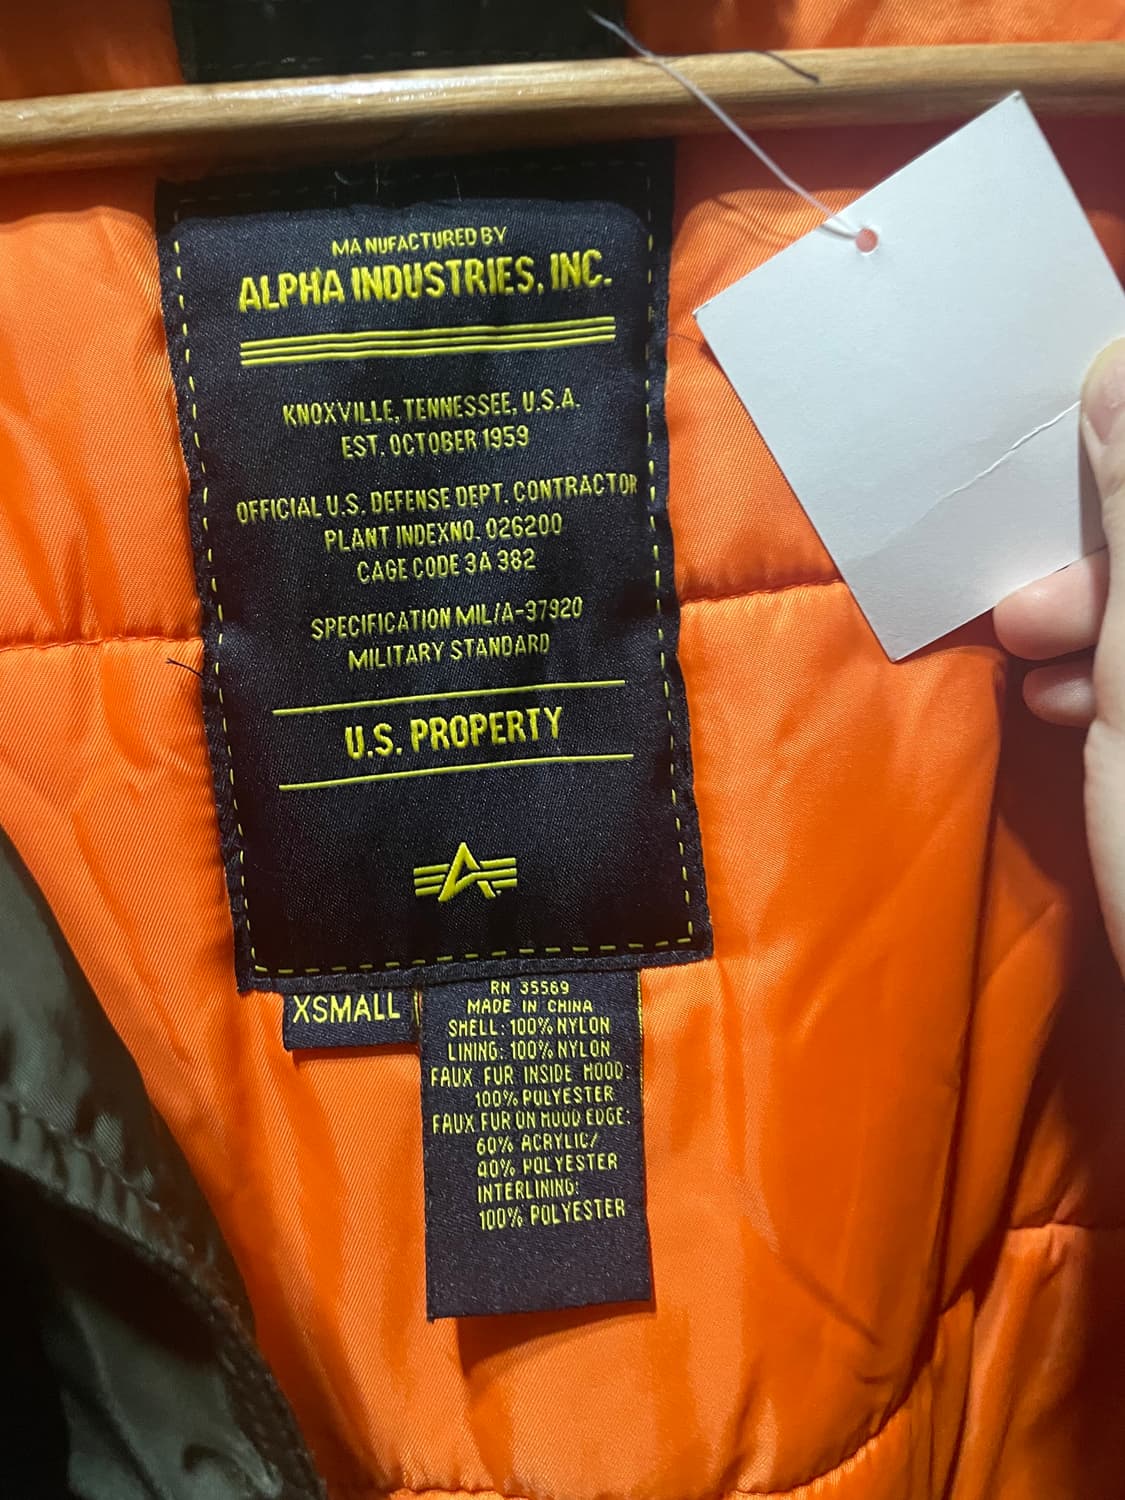 MANUFACTURED BY
ALPHA INDUSTRIES, INC.
KNOXVILLE, TENNESSEE, U.S.A.
EST. OCTOBER 1959
OFFICIAL U.S. DEFENSE DEPT. CONTRACTOR
PLANT INDEXNO. 026200
CAGE CODE 3A 382
SPECIFICATION MIL/A-37920
MILITARY STANDARD
U.S. PROPERTY
A
XSMALL
RN 35569
MADE IN CHINA
SHELL: 100% NYLON
LINING: 100% NYLON
FAUX FUR INSIDE HOOD:
100% POLYESTER
FAUX FUR ON HOOD EDGE:
60% ACRYLIC/
40% POLYESTER
INTERLINING:
100% POLYESTER